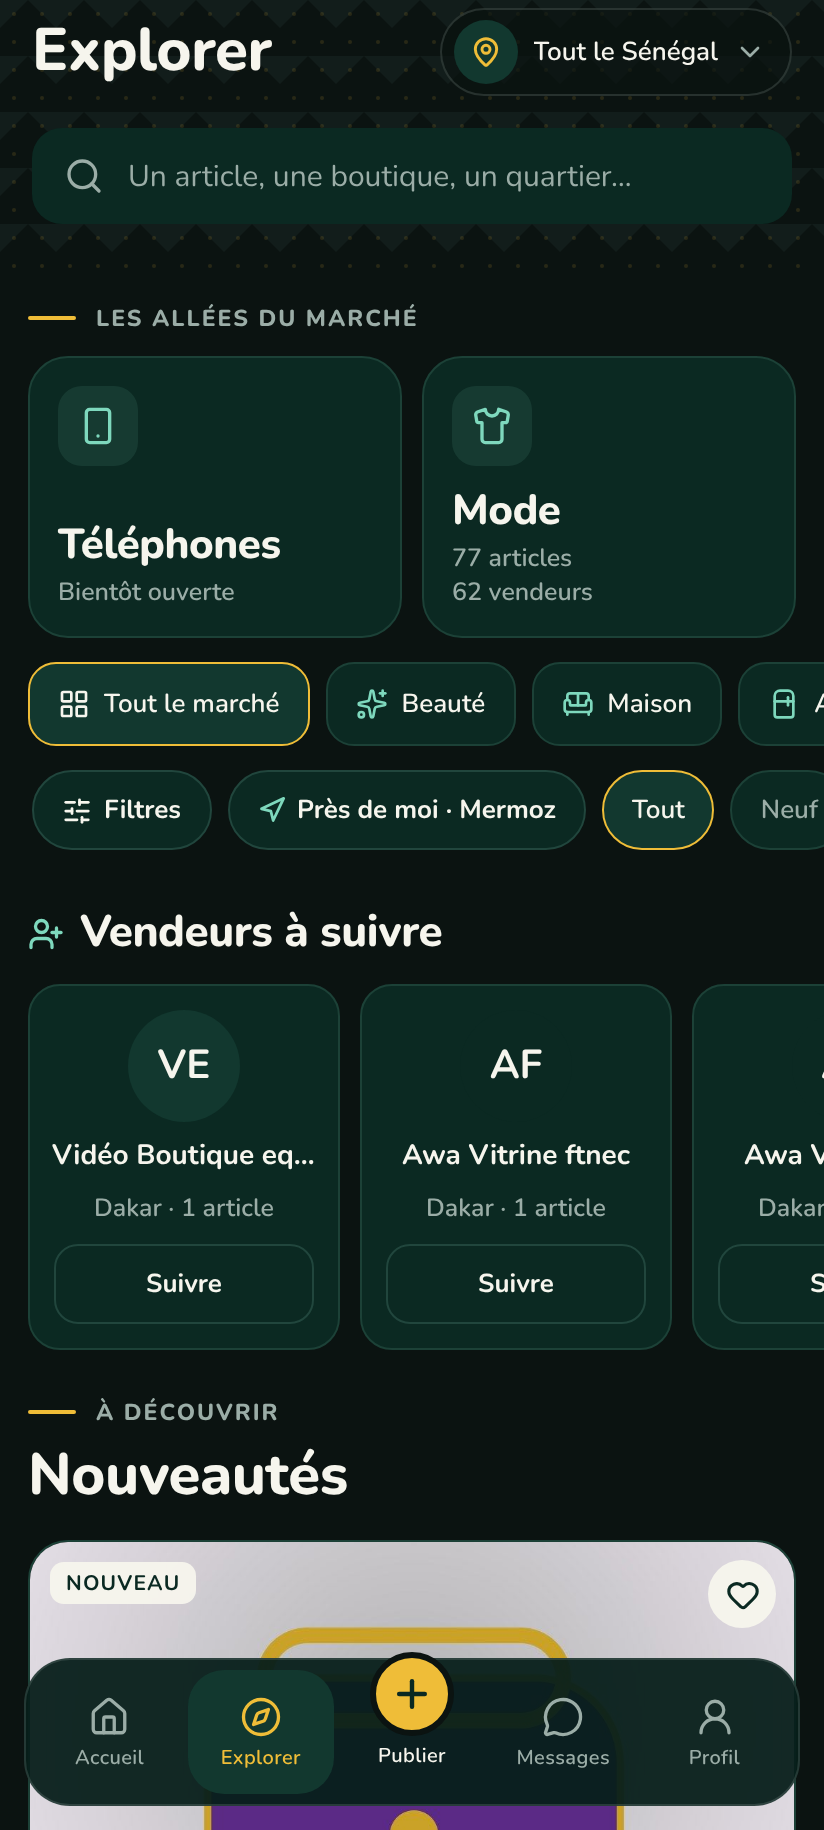 Explorer
Tout le Sénégal
Un article, une boutique, un quartier...
LES ALLÉES DU MARCHÉ
Téléphones
Bientôt ouverte
Mode
77 articles
62 vendeurs
Tout le marché
Beauté
Maison
Filtres
Près de moi · Mermoz
Tout
Neuf
Vendeurs à suivre
VE
Vidéo Boutique eq...
Dakar · 1 article
Suivre
AF
Awa Vitrine ftnec
Dakar · 1 article
Suivre
Awa
Dakar
À DÉCOUVRIR
Nouveautés
NOUVEAU
Accueil
Explorer
Publier
Messages
Profil